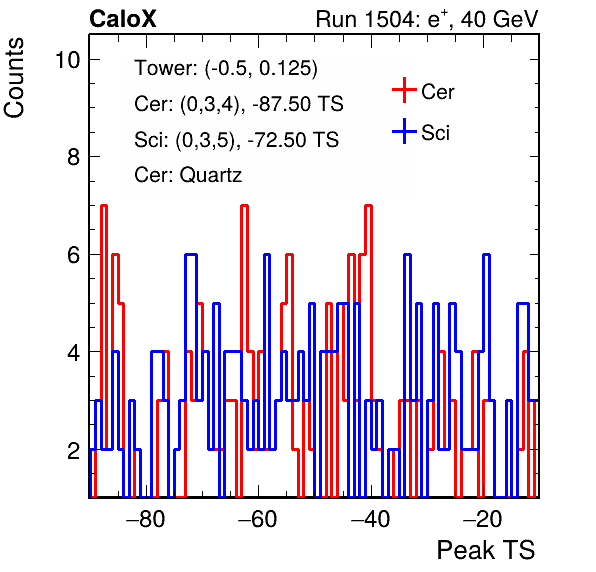 CaloX Run 1504: e⁺, 40 GeV
Counts
Tower: (-0.5, 0.125)
Cer: (0,3,4), -87.50 TS
Sci: (0,3,5), -72.50 TS
Cer: Quartz
Cer
Sci
10
8
6
4
2
−80 −60 −40 −20
Peak TS